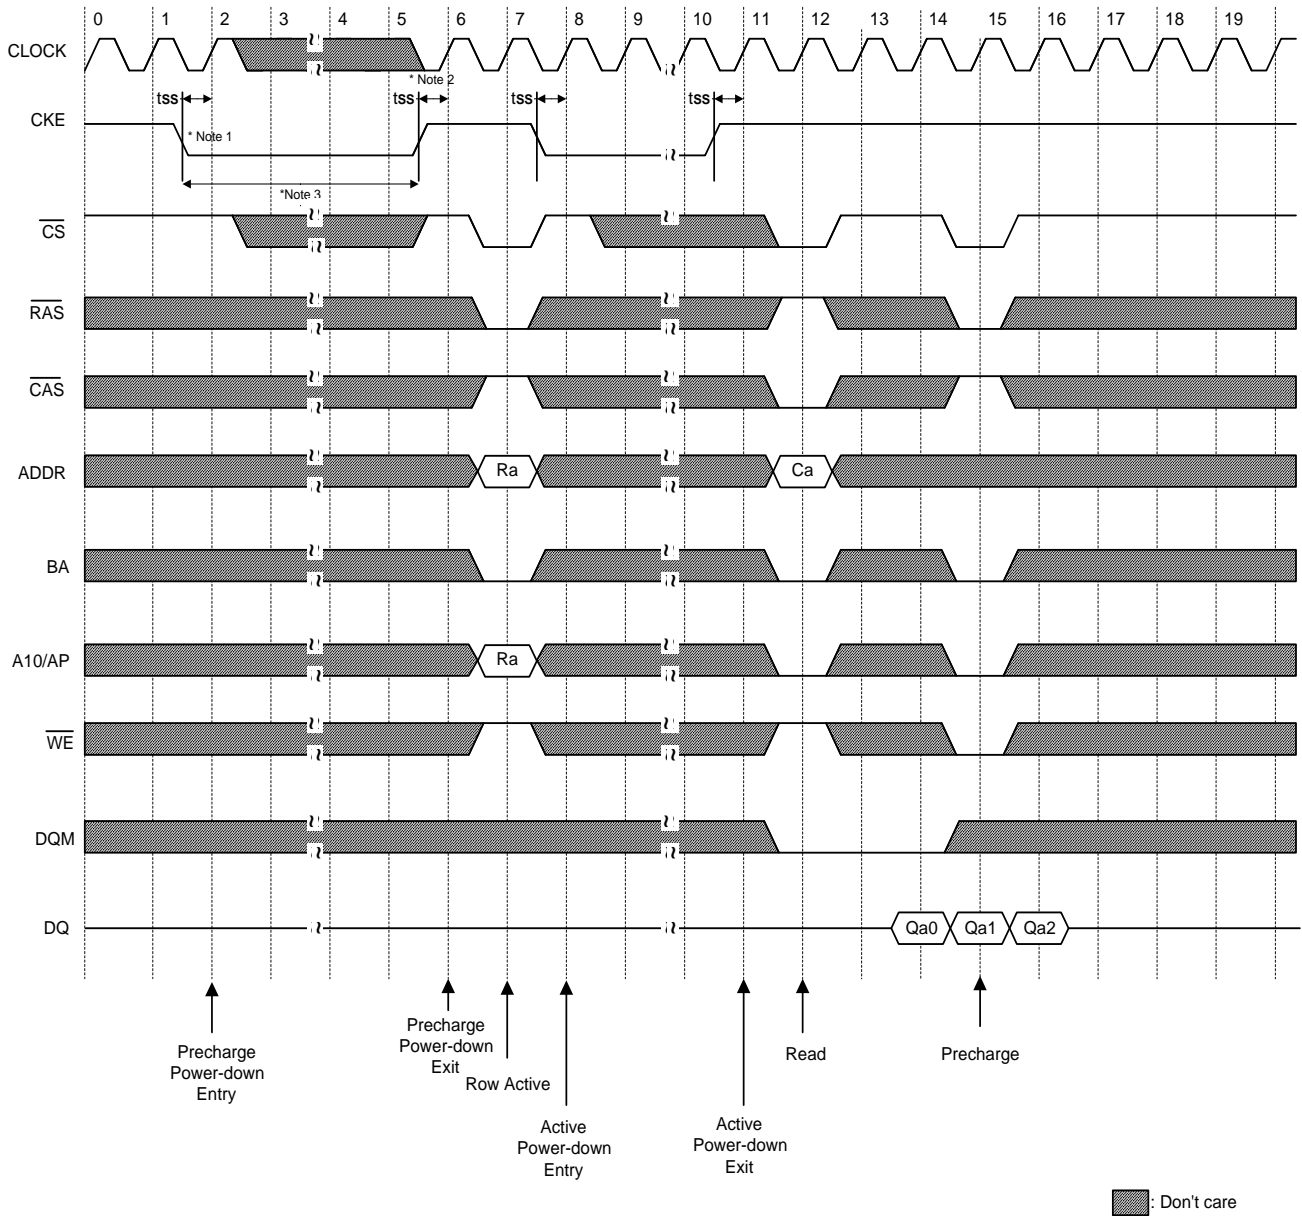 0 1 2 3 4 5 6 7 8 9 10 11 12 13 14 15 16 17 18 19
CLOCK
* Note 2
tss tss tss tss
CKE
* Note 1
*Note 3
CS
RAS
CAS
ADDR Ra Ca
BA
A10/AP Ra
WE
DQM
DQ Qa0 Qa1 Qa2
Precharge
Power-down
Entry
Precharge
Power-down
Exit
Row Active
Active
Power-down
Entry
Active
Power-down
Exit
Read
Precharge
: Don't care